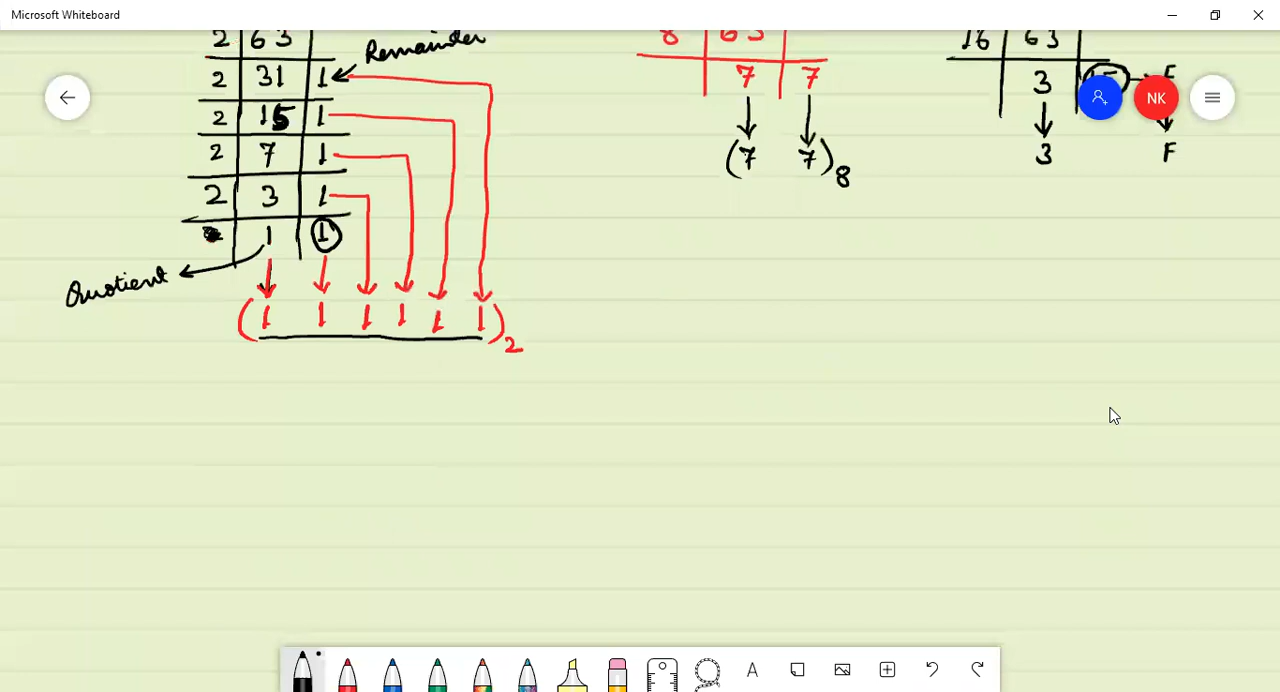 Microsoft Whiteboard
2 63
Remainder
2 31 1
2 15 1
2 7 1
2 3 1
1 1
Quotient
(1 1 1 1 1 1)2
8 63
7 7
(7 7)8
16 63
3 F
3 F
NK
A